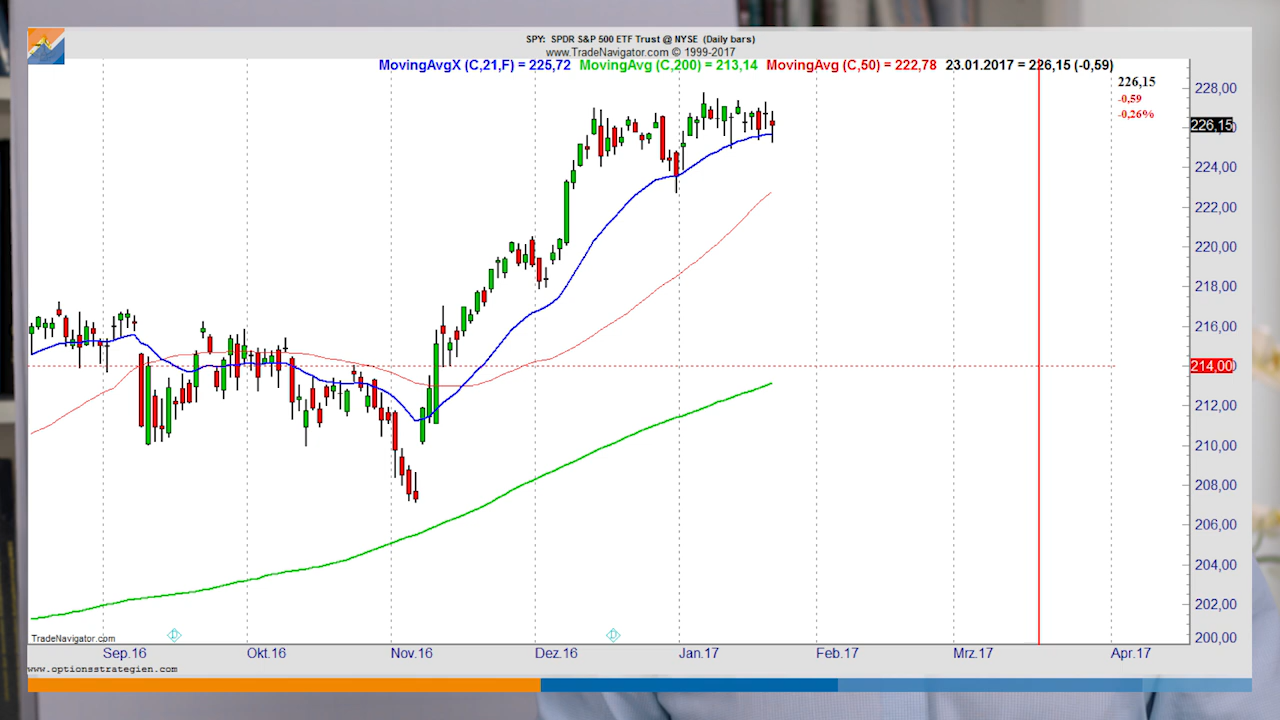 SPY: SPDR S&P 500 ETF Trust @ NYSE (Daily bars)
www.TradeNavigator.com © 1999-2017
MovingAvgX (C,21,F) = 225,72 MovingAvg (C,200) = 213,14 MovingAvg (C,50) = 222,78 23.01.2017 = 226,15 (-0,59)
226,15
-0,59
-0,26%
228,00
226,15
224,00
222,00
220,00
218,00
216,00
214,00
212,00
210,00
208,00
206,00
204,00
202,00
200,00
D D
TradeNavigator.com
Sep.16 Okt.16 Nov.16 Dez.16 Jan.17 Feb.17 Mrz.17 Apr.17
www.optionsstrategien.com